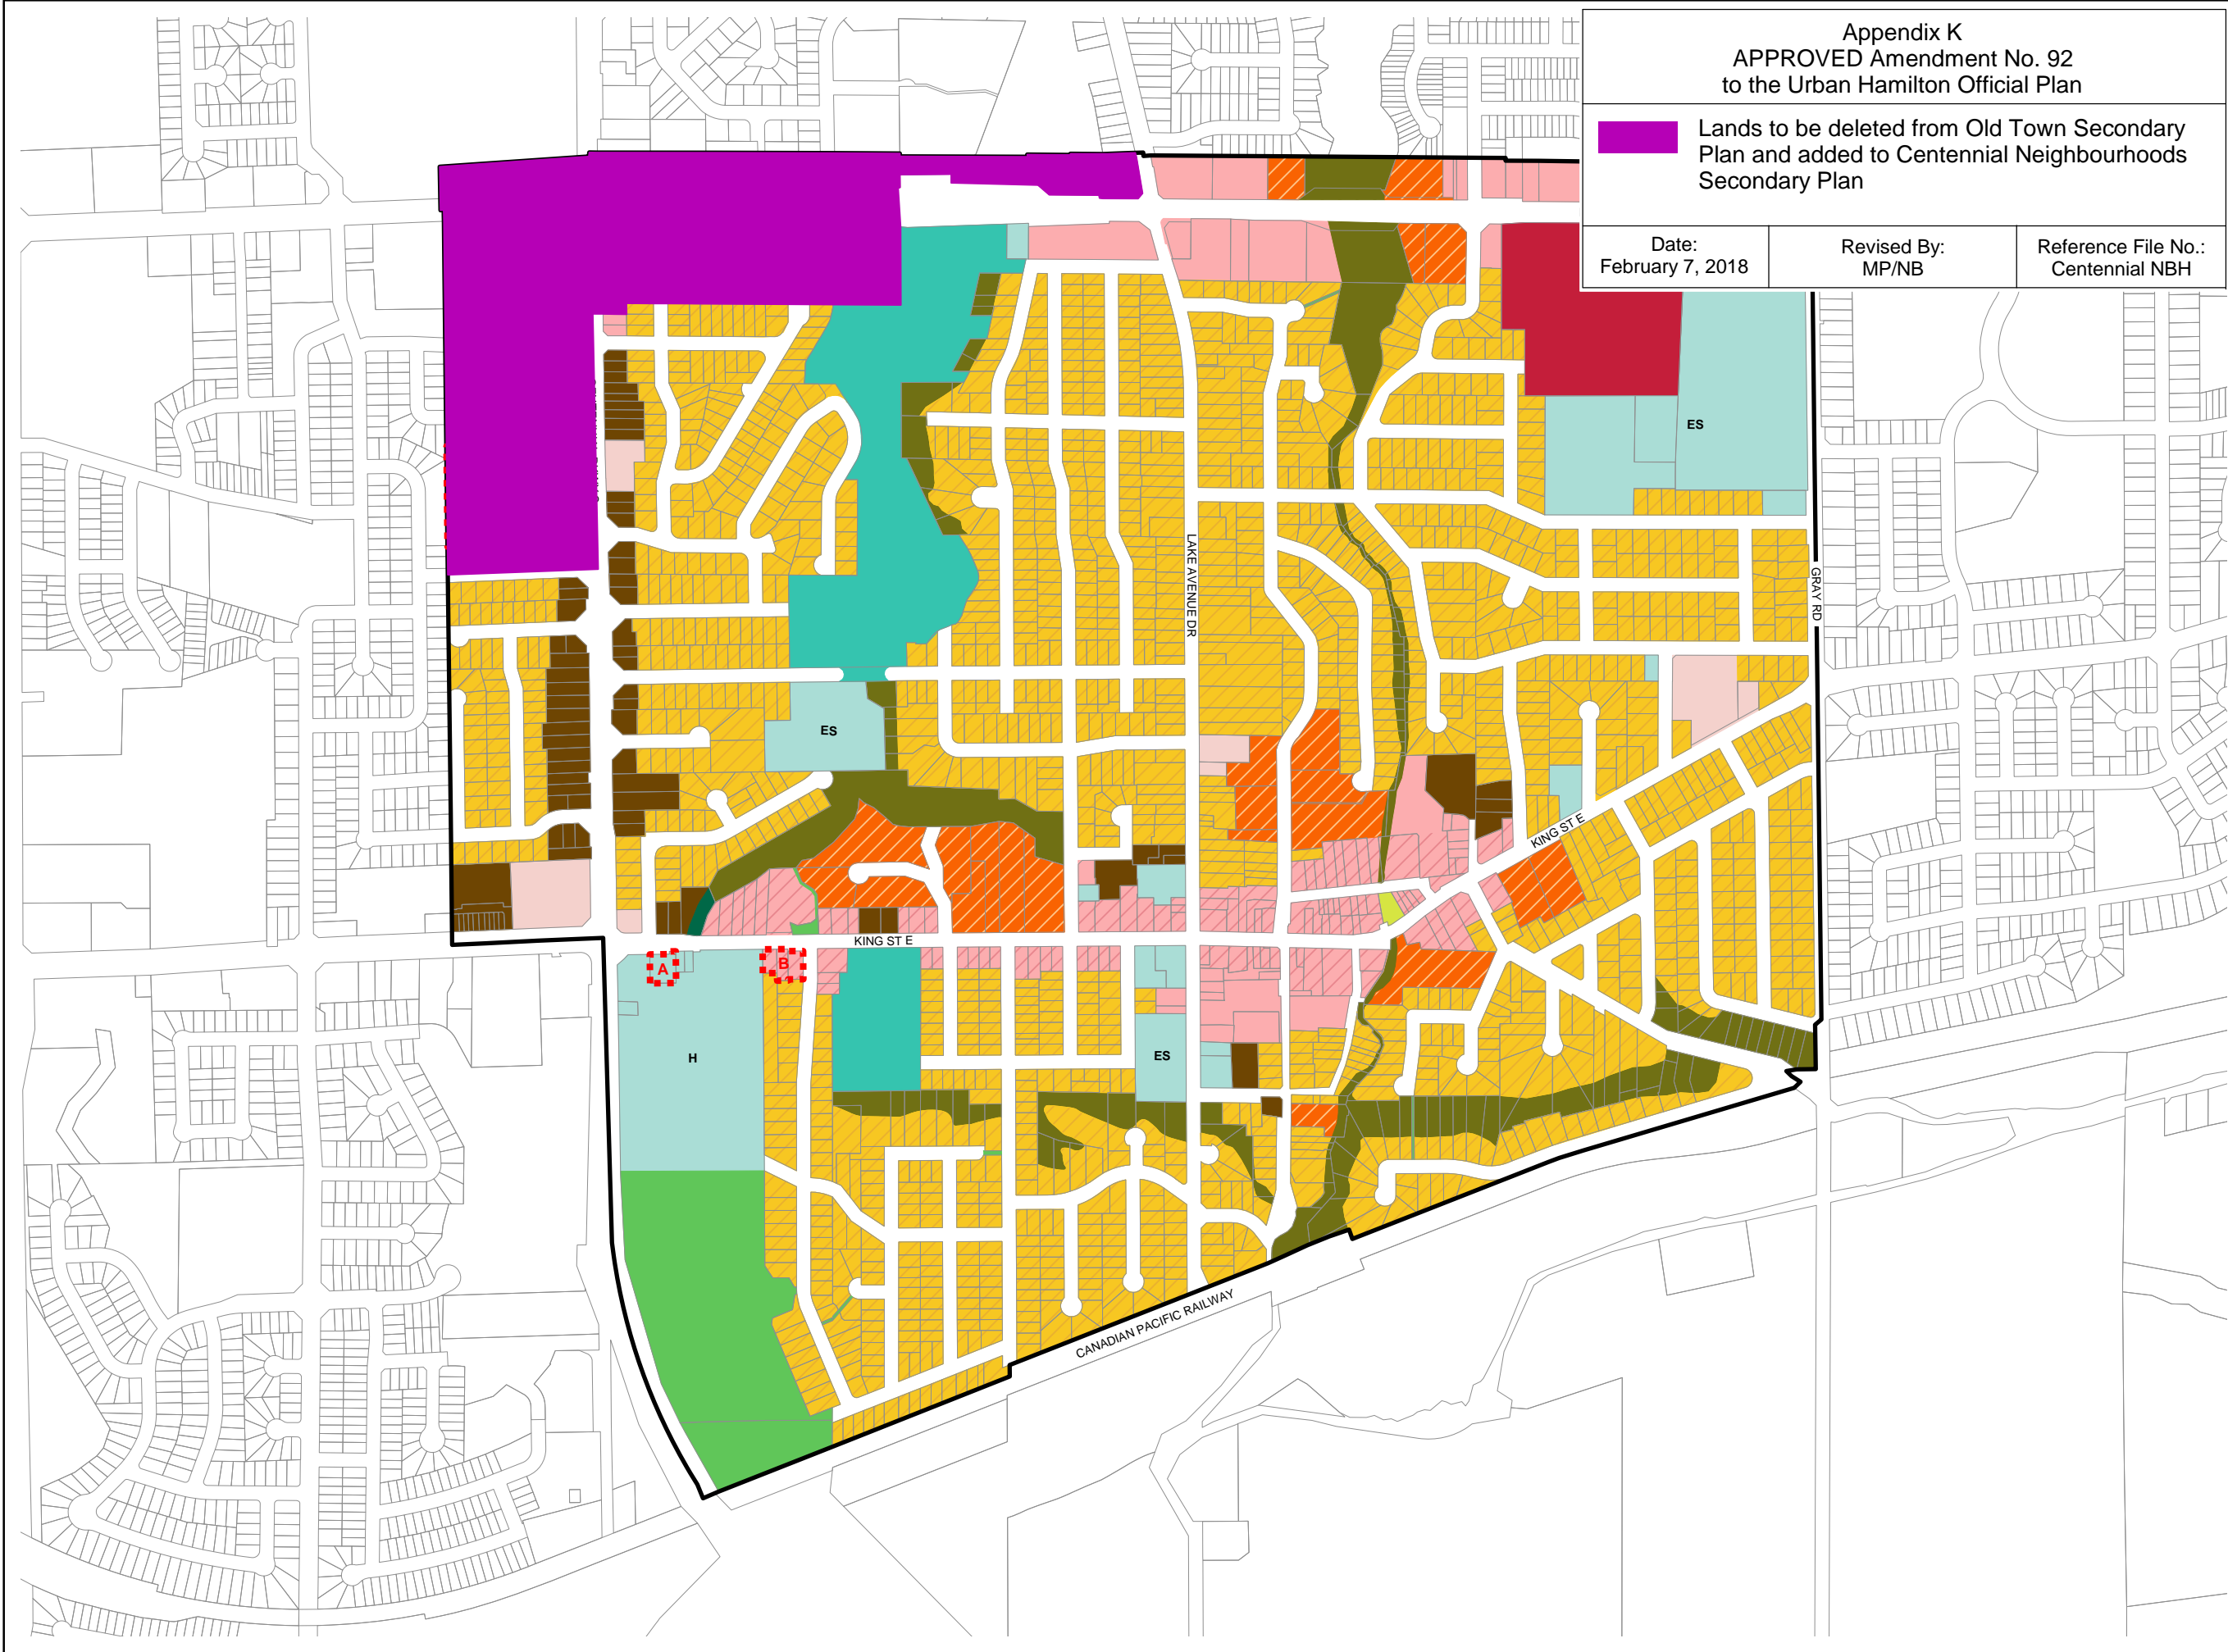 Appendix K
APPROVED Amendment No. 92
to the Urban Hamilton Official Plan
Lands to be deleted from Old Town Secondary
Plan and added to Centennial Neighbourhoods
Secondary Plan
Date:
February 7, 2018
Revised By:
MP/NB
Reference File No.:
Centennial NBH
ES
LAKE AVENUE DR
GRAY RD
ES
KING ST E
KING ST E
A
B
H
ES
CANADIAN PACIFIC RAILWAY